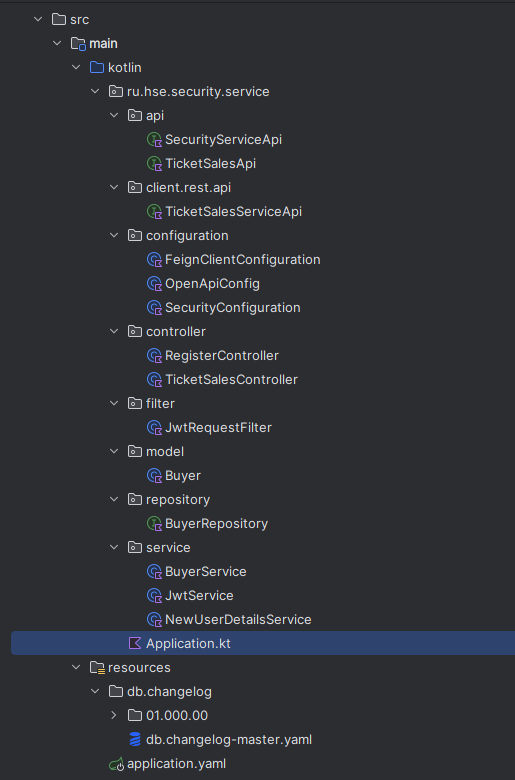 src
main
kotlin
ru.hse.security.service
api
SecurityServiceApi
TicketSalesApi
client.rest.api
TicketSalesServiceApi
configuration
FeignClientConfiguration
OpenApiConfig
SecurityConfiguration
controller
RegisterController
TicketSalesController
filter
JwtRequestFilter
model
Buyer
repository
BuyerRepository
service
BuyerService
JwtService
NewUserDetailsService
Application.kt
resources
db.changelog
01.000.00
db.changelog-master.yaml
application.yaml